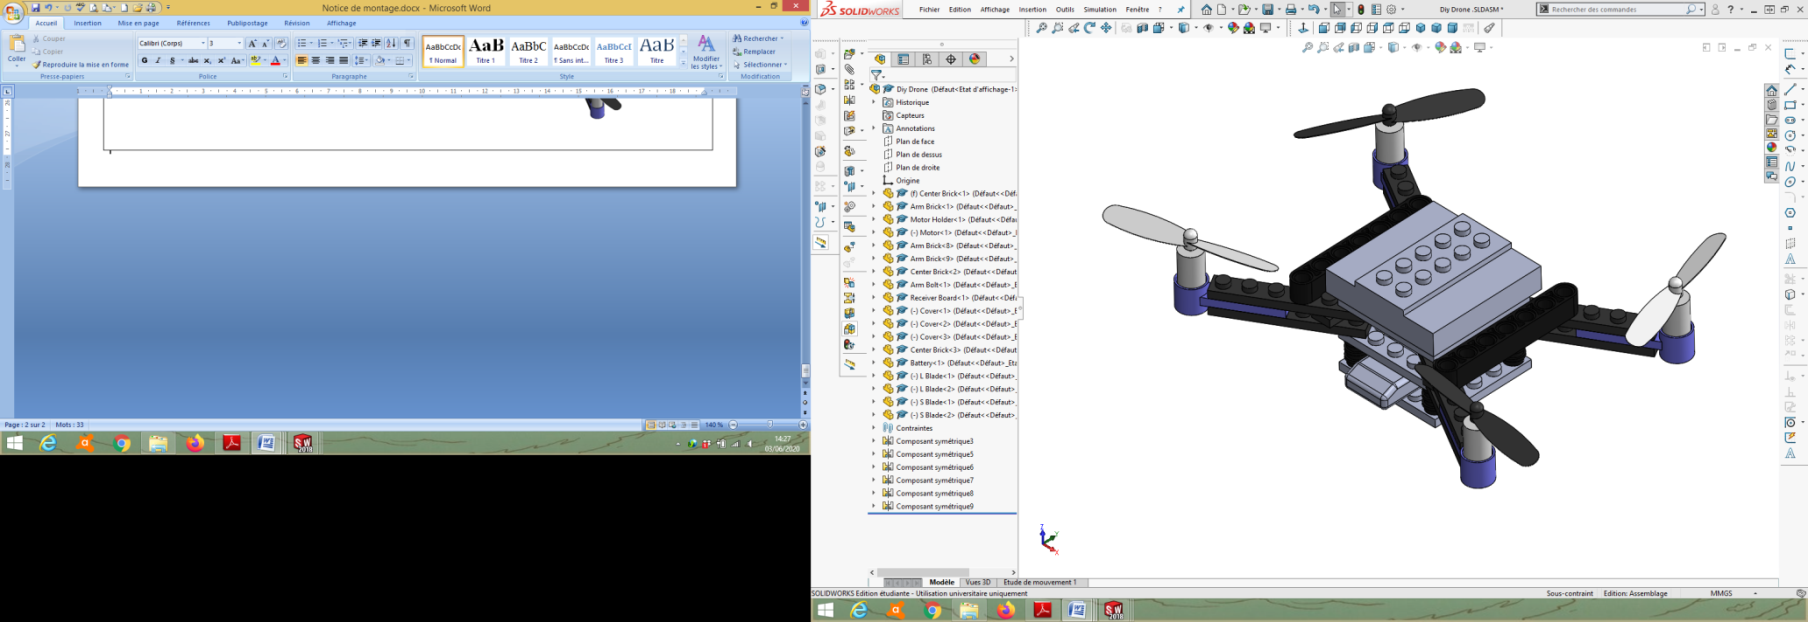 Notice de montage.docx - Microsoft Word
Accueil Insertion Mise en page Références Publipostage Révision Affichage
Coller
Couper
Copier
Reproduire la mise en forme
Presse-papiers
Calibri (Corps) 3
G I S abc
Police
Paragraphe
AaBbCcDc AaB AaBbC AaBbCcDc AaBbCcI AaB
¶ Normal Titre 1 Titre 2 ¶ Sans int... Titre 3 Titre
Modifier les styles
Style
Rechercher
Remplacer
Sélectionner
Modification
Page : 2 sur 2 Mots : 33
140 %
14:27
03/06/2020
SOLIDWORKS
Fichier Edition Affichage Insertion Outils Simulation Fenêtre ?
Diy Drone .SLDASM *
Rechercher des commandes
Diy Drone (Défaut<Etat d'affichage-1>
Historique
Capteurs
Annotations
Plan de face
Plan de dessus
Plan de droite
Origine
(f) Center Brick<1> (Défaut<<Défa
Arm Brick<1> (Défaut<<Défaut>_
Motor Holder<1> (Défaut<<Défau
(-) Motor<1> (Défaut<<Défaut>_
Arm Brick<8> (Défaut<<Défaut>_
Arm Brick<9> (Défaut<<Défaut>_
Center Brick<2> (Défaut<<Défaut
Arm Bolt<1> (Défaut<<Défaut>_E
Receiver Board<1> (Défaut<<Défa
(-) Cover<1> (Défaut<<Défaut>_E
(-) Cover<2> (Défaut<<Défaut>_E
(-) Cover<3> (Défaut<<Défaut>_E
Center Brick<3> (Défaut<<Défaut
Battery<1> (Défaut<<Défaut>_Eta
(-) L Blade<1> (Défaut<<Défaut>_
(-) L Blade<2> (Défaut<<Défaut>_
(-) S Blade<1> (Défaut<<Défaut>_
(-) S Blade<2> (Défaut<<Défaut>_
Contraintes
Composant symétrique3
Composant symétrique5
Composant symétrique6
Composant symétrique7
Composant symétrique8
Composant symétrique9
Modèle Vues 3D Etude de mouvement 1
SOLIDWORKS Edition étudiante - Utilisation universitaire uniquement
Sous-contraint Edition: Assemblage MMGS